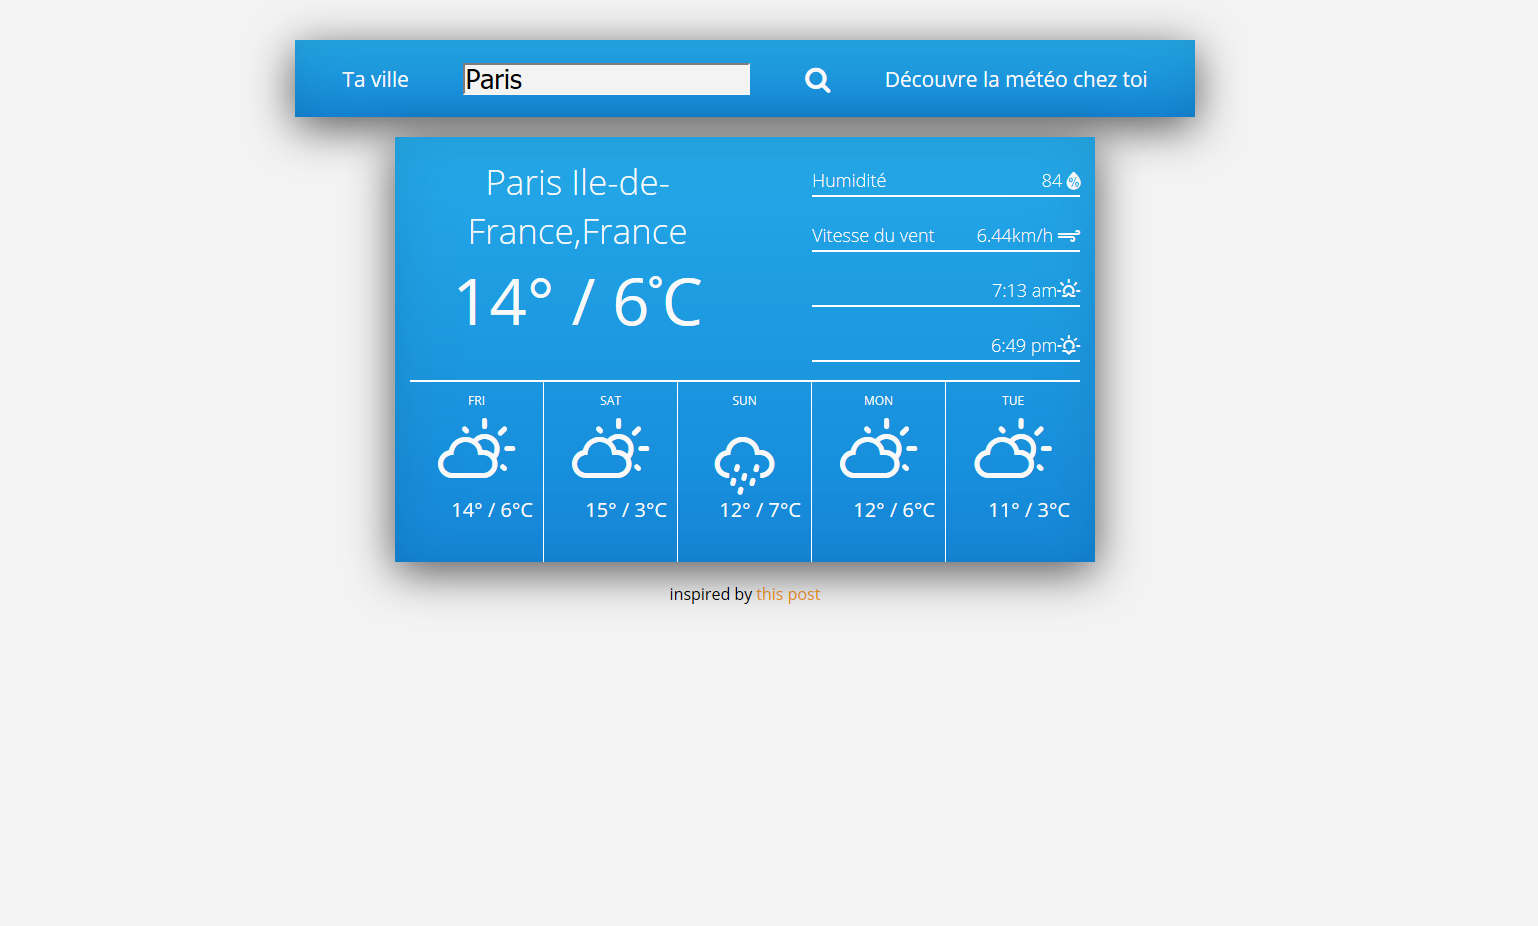 Ta ville Paris Découvre la météo chez toi
Paris Ile-de-
France,France
14° / 6°C
Humidité 84 %
Vitesse du vent 6.44km/h
7:13 am
6:49 pm
FRI SAT SUN MON TUE
14° / 6°C 15° / 3°C 12° / 7°C 12° / 6°C 11° / 3°C
inspired by this post